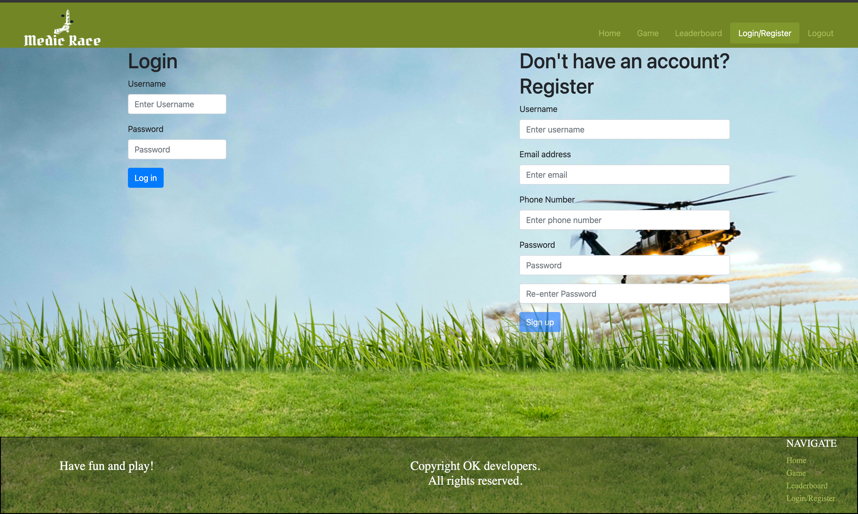 Medic Race
Home
Game
Leaderboard
Login/Register
Logout
Login
Username
Enter Username
Password
Password
Log in
Don't have an account?
Register
Username
Enter username
Email address
Enter email
Phone Number
Enter phone number
Password
Password
Re-enter Password
Sign up
Have fun and play!
Copyright OK developers.
All rights reserved.
NAVIGATE
Home
Game
Leaderboard
Login/Register